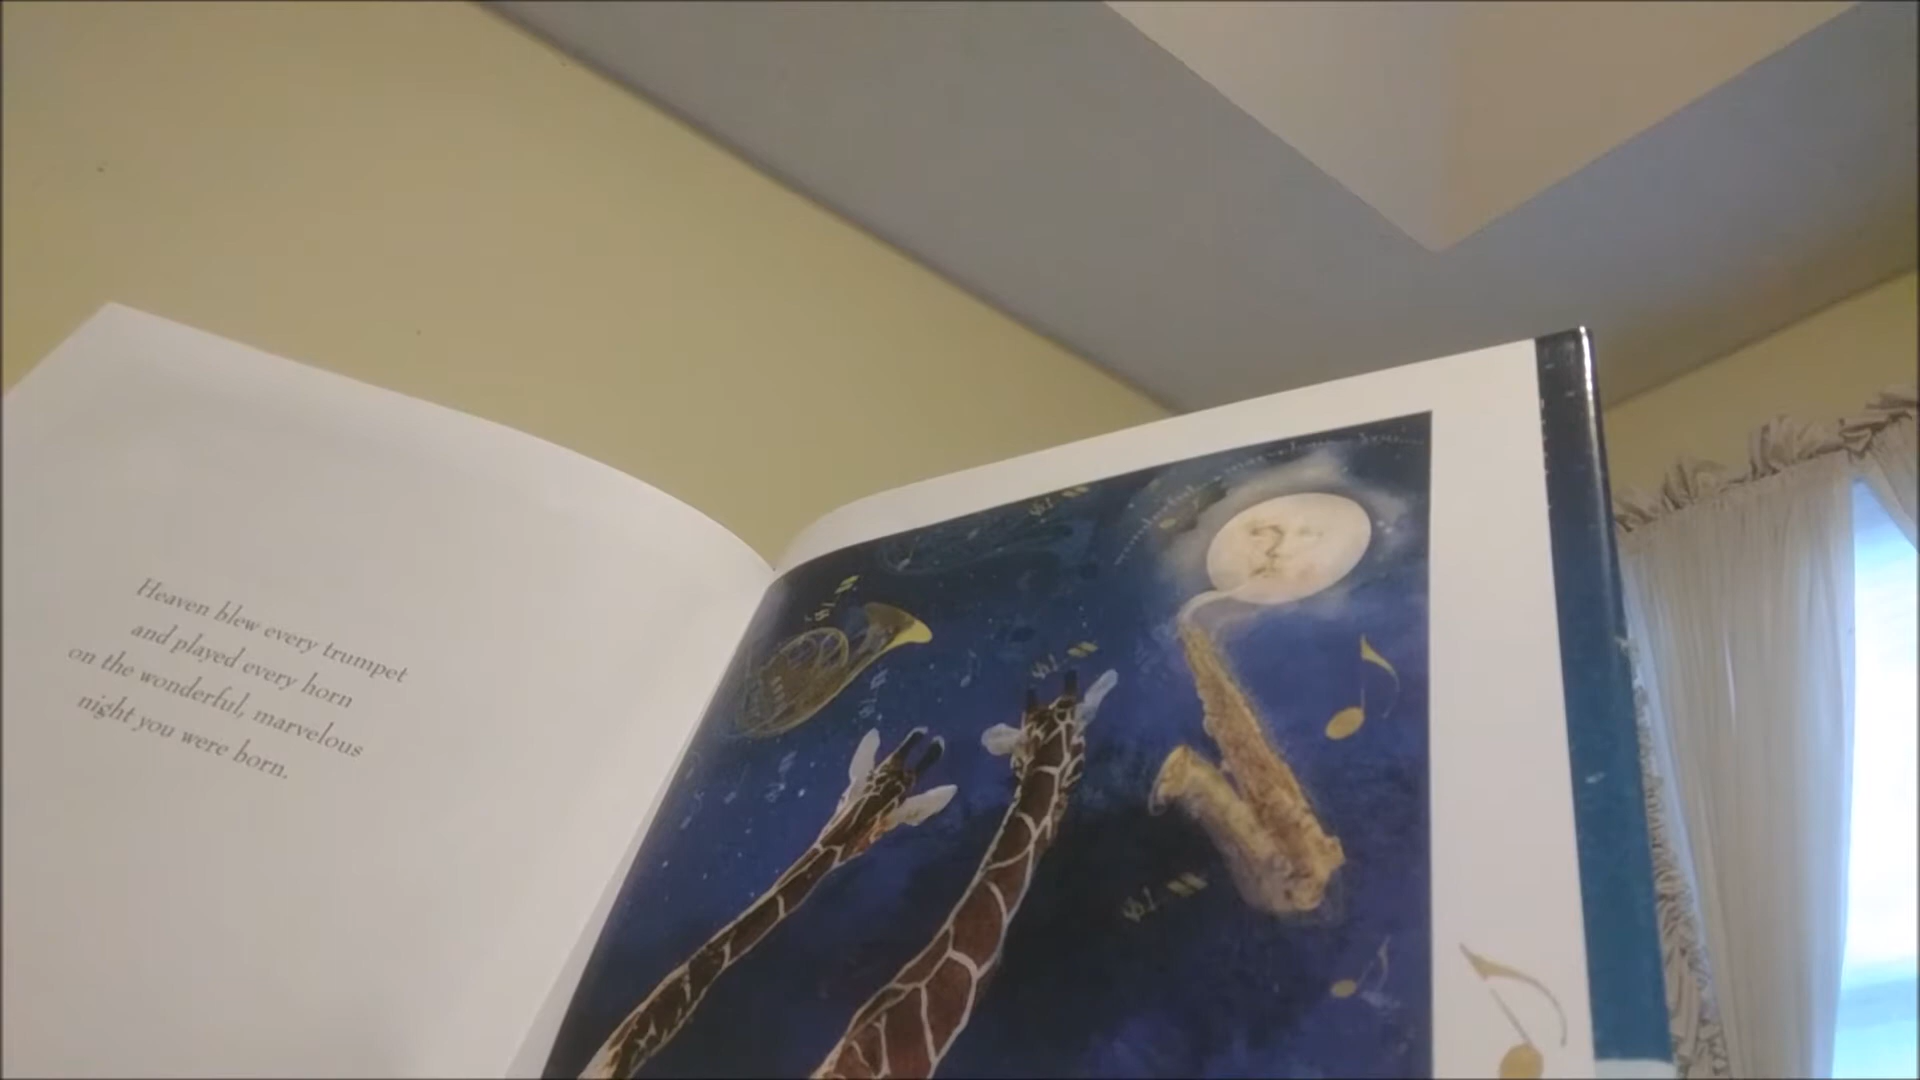 Heaven blew every trumpet
and played every horn
on the wonderful, marvelous
night you were born.